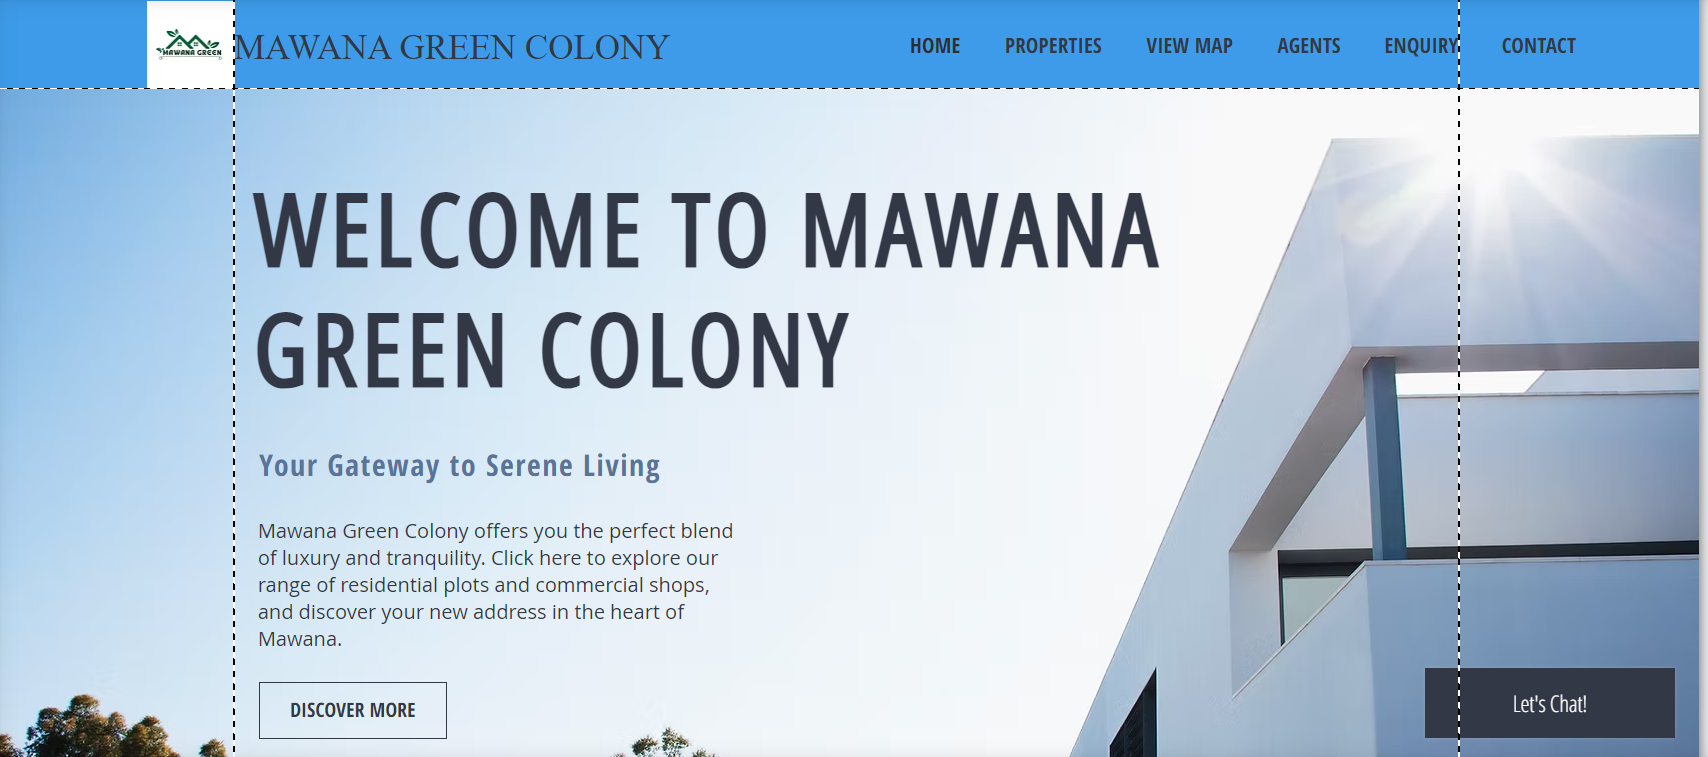 MAWANA GREEN
MAWANA GREEN COLONY
HOME PROPERTIES VIEW MAP AGENTS ENQUIRY CONTACT
WELCOME TO MAWANA
GREEN COLONY
Your Gateway to Serene Living
Mawana Green Colony offers you the perfect blend
of luxury and tranquility. Click here to explore our
range of residential plots and commercial shops,
and discover your new address in the heart of
Mawana.
DISCOVER MORE
Let's Chat!